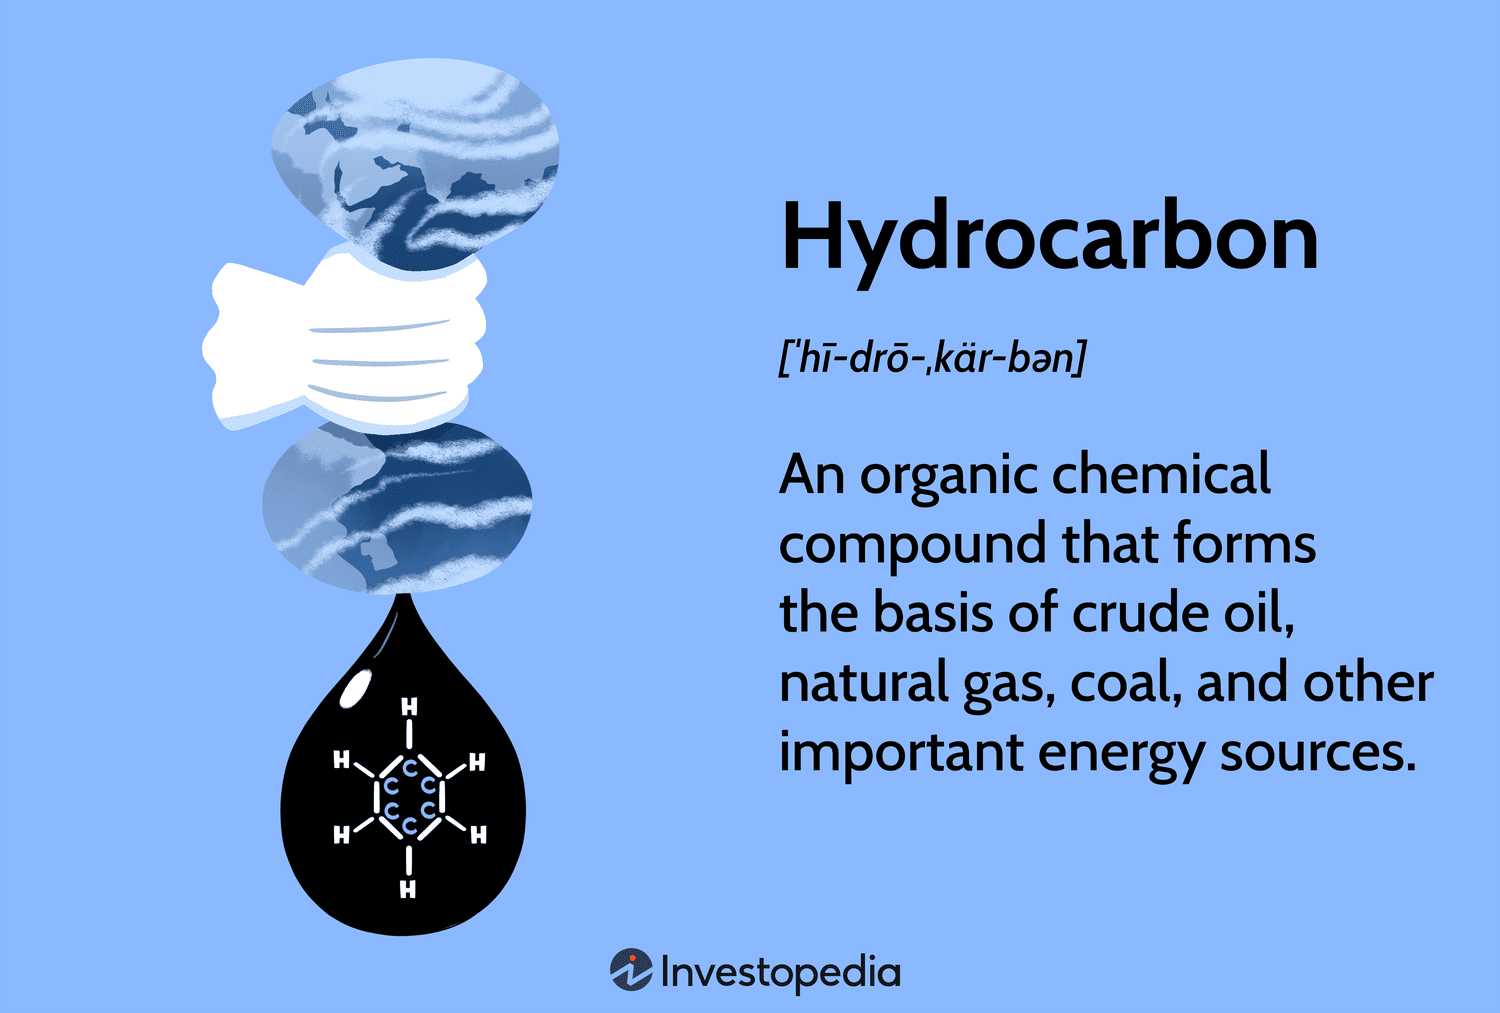 Hydrocarbon
[ˈhī-drō-ˌkär-bən]
An organic chemical
compound that forms
the basis of crude oil,
natural gas, coal, and other
important energy sources.
H
H H
C
C C
C C
C
H H
H
Investopedia